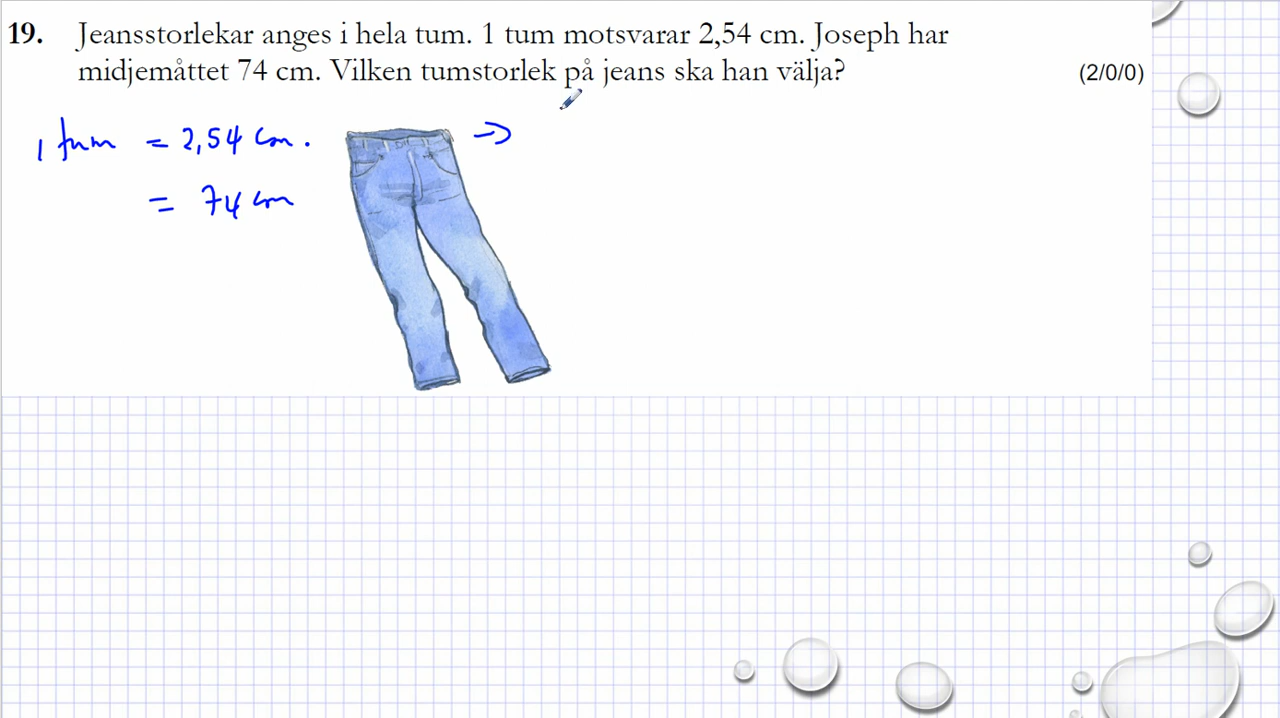 19. Jeansstorlekar anges i hela tum. 1 tum motsvarar 2,54 cm. Joseph har
midjemåttet 74 cm. Vilken tumstorlek på jeans ska han välja?
(2/0/0)
1 tum = 2,54 cm.
= 74 cm
→